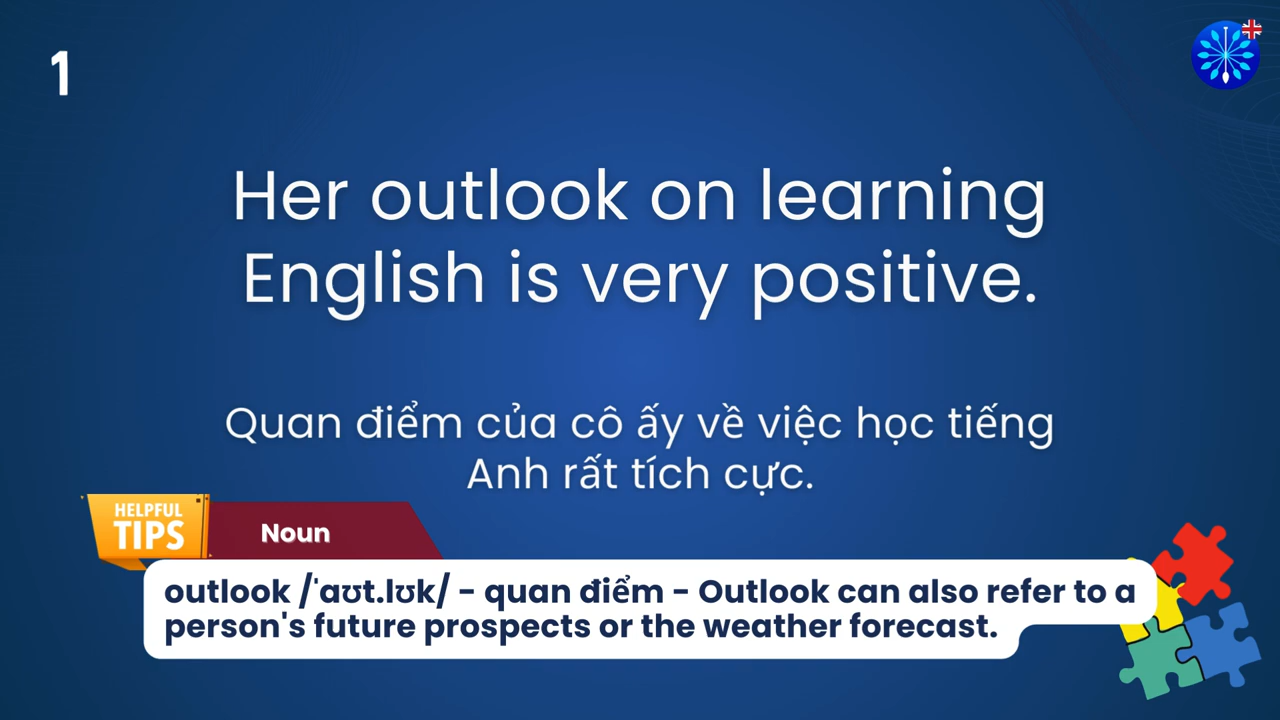 1
Her outlook on learning
English is very positive.
Quan điểm của cô ấy về việc học tiếng
Anh rất tích cực.
HELPFUL
TIPS
Noun
outlook /ˈaʊt.lʊk/ - quan điểm - Outlook can also refer to a
person's future prospects or the weather forecast.